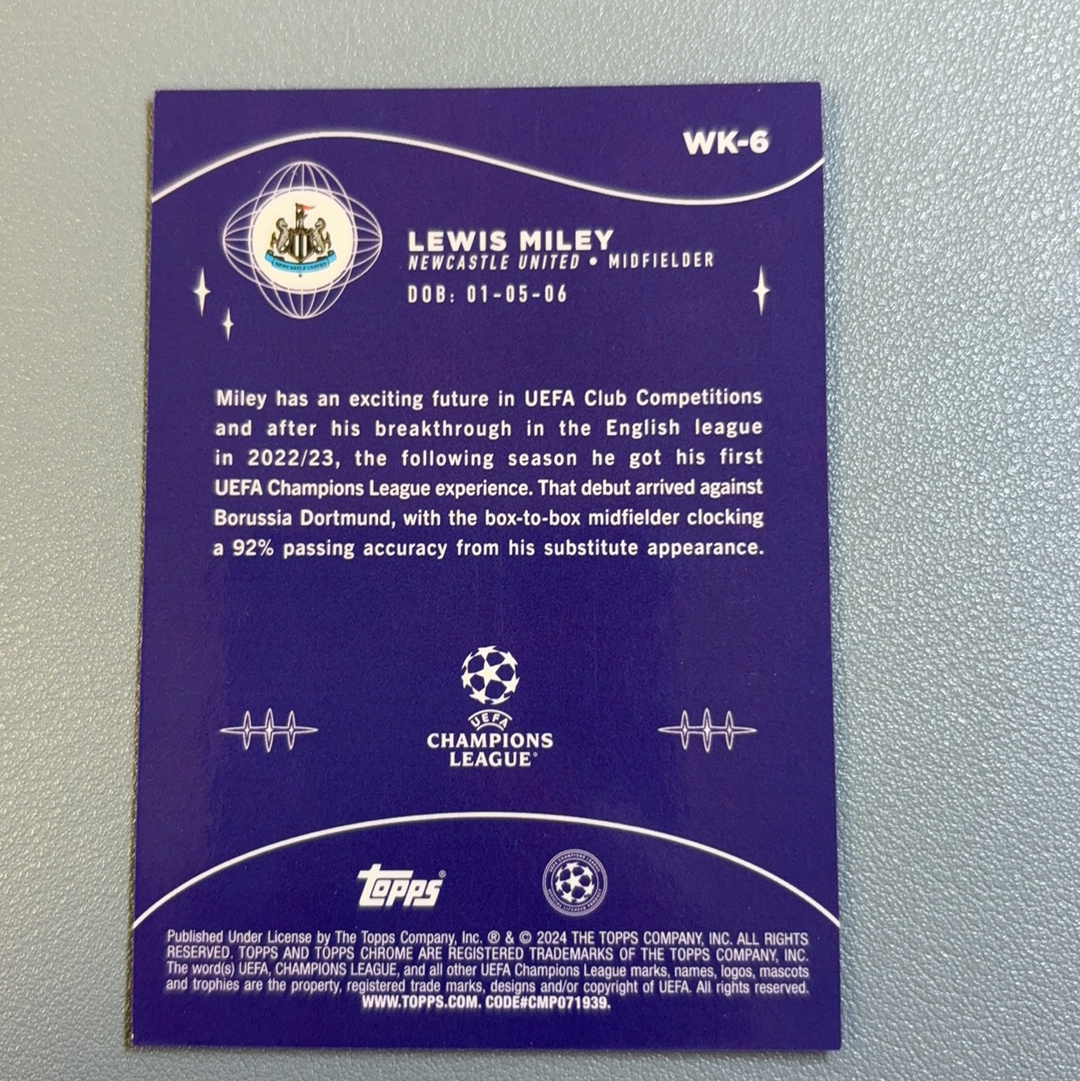 WK-6
NEWCASTLE UNITED
LEWIS MILEY
NEWCASTLE UNITED • MIDFIELDER
DOB: 01-05-06
Miley has an exciting future in UEFA Club Competitions
and after his breakthrough in the English league
in 2022/23, the following season he got his first
UEFA Champions League experience. That debut arrived against
Borussia Dortmund, with the box-to-box midfielder clocking
a 92% passing accuracy from his substitute appearance.
UEFA
CHAMPIONS
LEAGUE®
Topps®
Published Under License by The Topps Company, Inc. ® & © 2024 THE TOPPS COMPANY, INC. ALL RIGHTS
RESERVED. TOPPS AND TOPPS CHROME ARE REGISTERED TRADEMARKS OF THE TOPPS COMPANY, INC.
The word(s) UEFA, CHAMPIONS LEAGUE, and all other UEFA Champions League marks, names, logos, mascots
and trophies are the property, registered trade marks, designs and/or copyright of UEFA. All rights reserved.
WWW.TOPPS.COM. CODE#CMP071939.